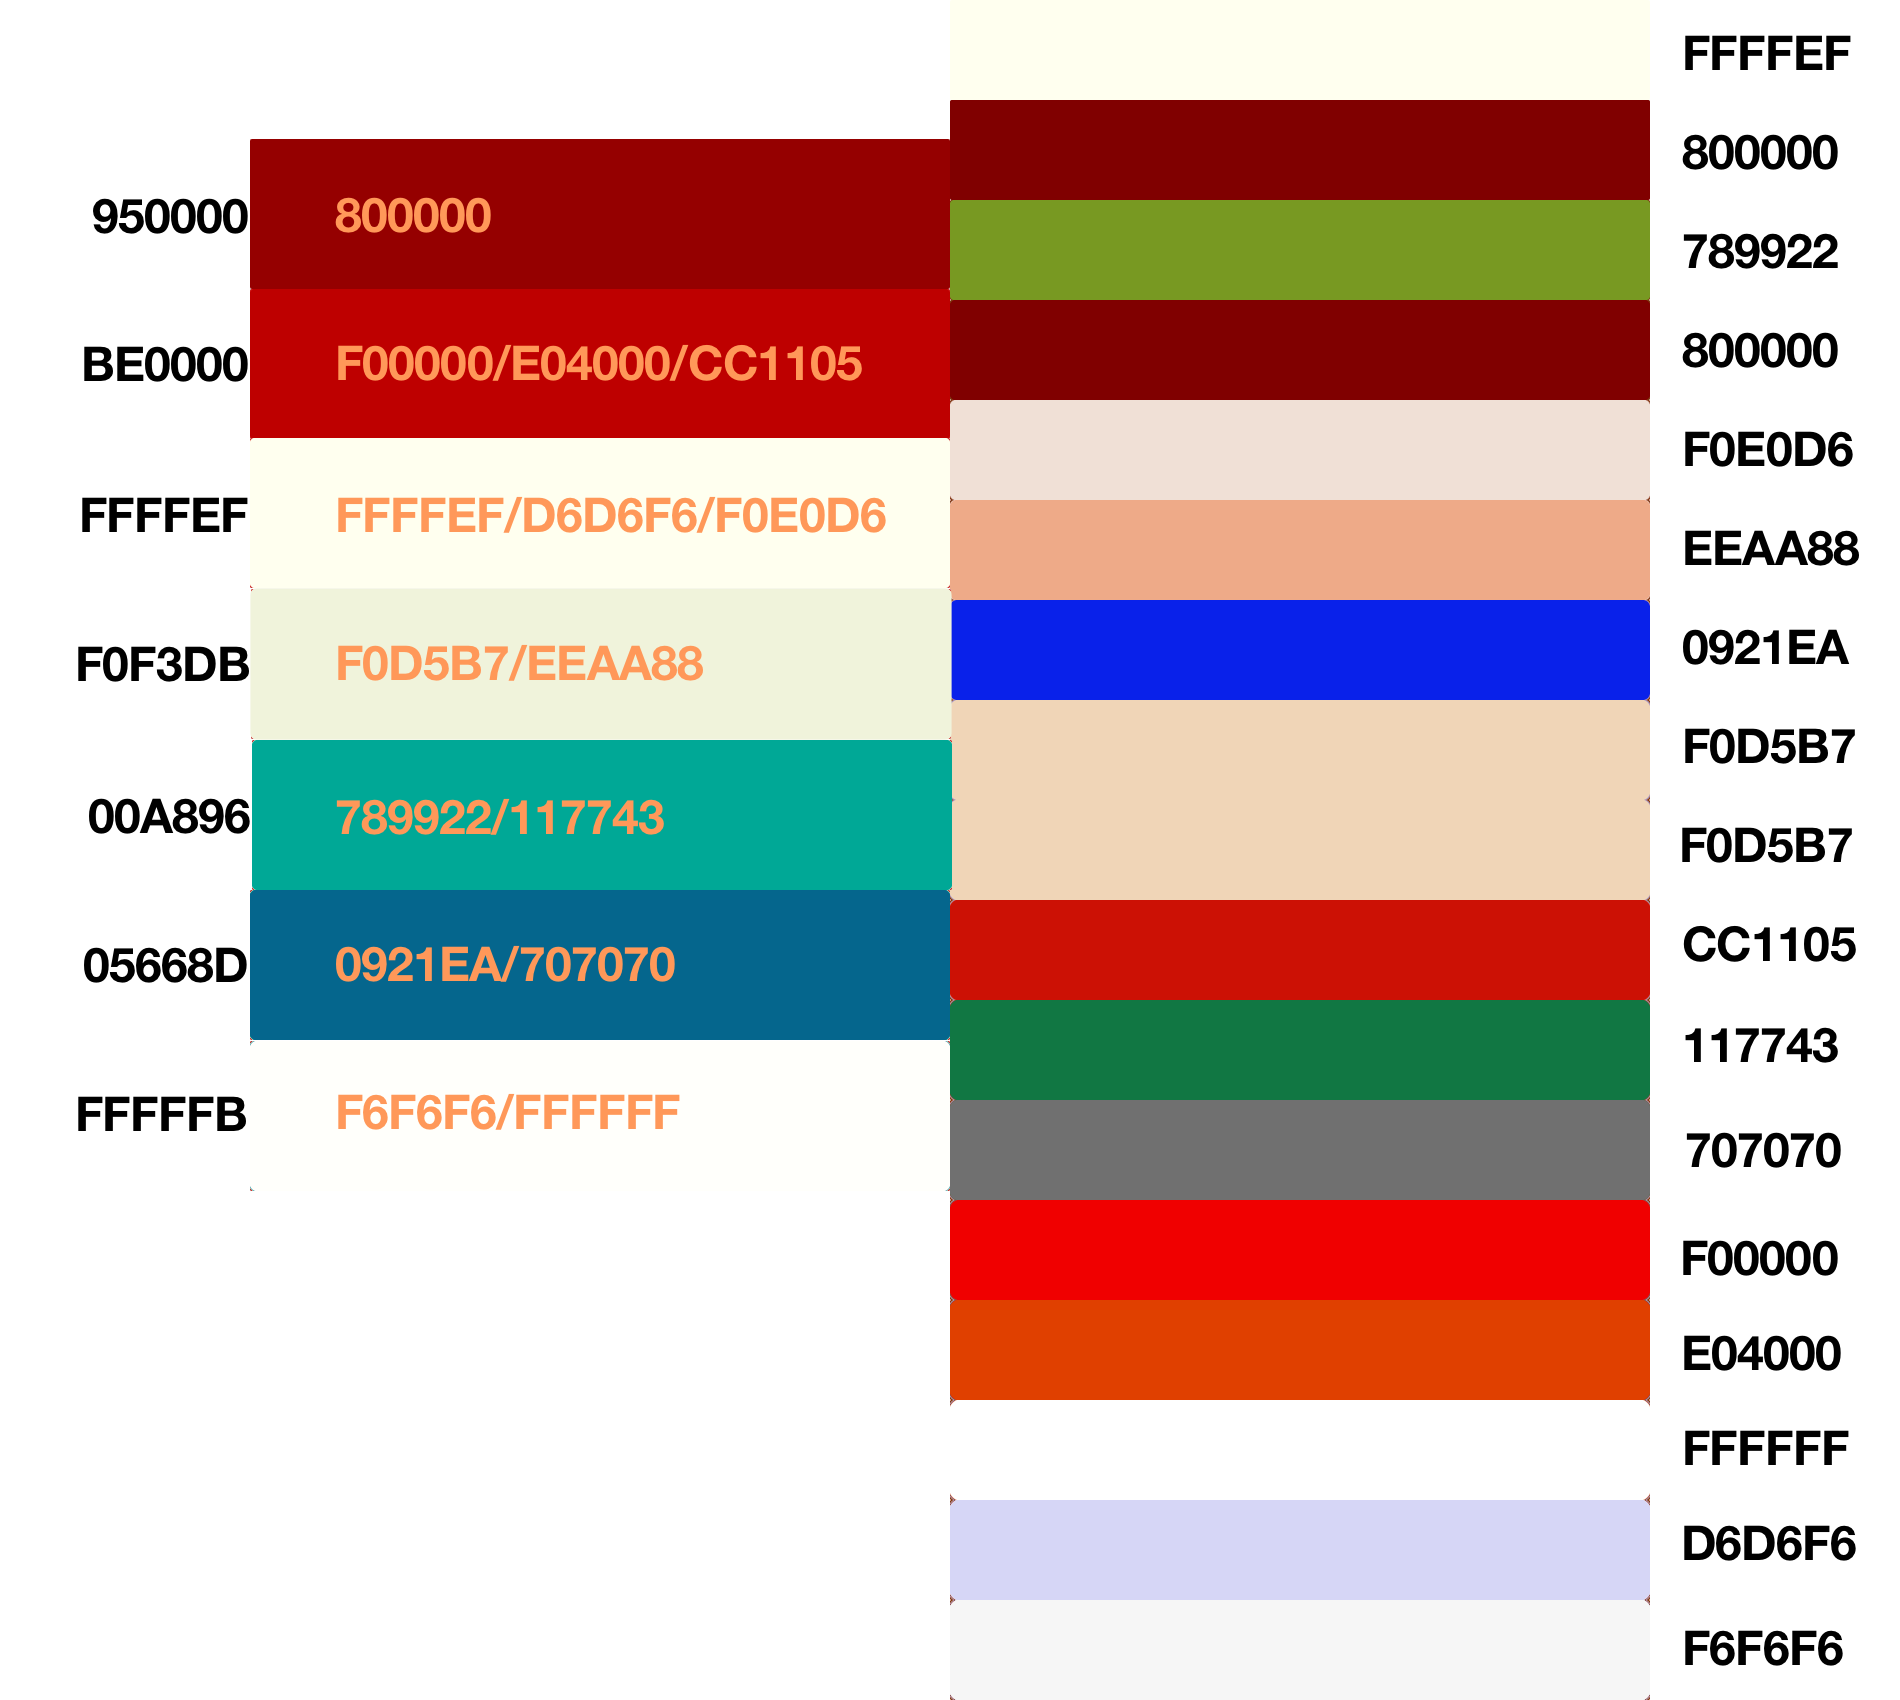 950000
800000
BE0000
F00000/E04000/CC1105
FFFFEF
FFFFEF/D6D6F6/F0E0D6
F0F3DB
F0D5B7/EEAA88
00A896
789922/117743
05668D
0921EA/707070
FFFFFB
F6F6F6/FFFFFF
FFFFEF
800000
789922
800000
F0E0D6
EEAA88
0921EA
F0D5B7
F0D5B7
CC1105
117743
707070
F00000
E04000
FFFFFF
D6D6F6
F6F6F6